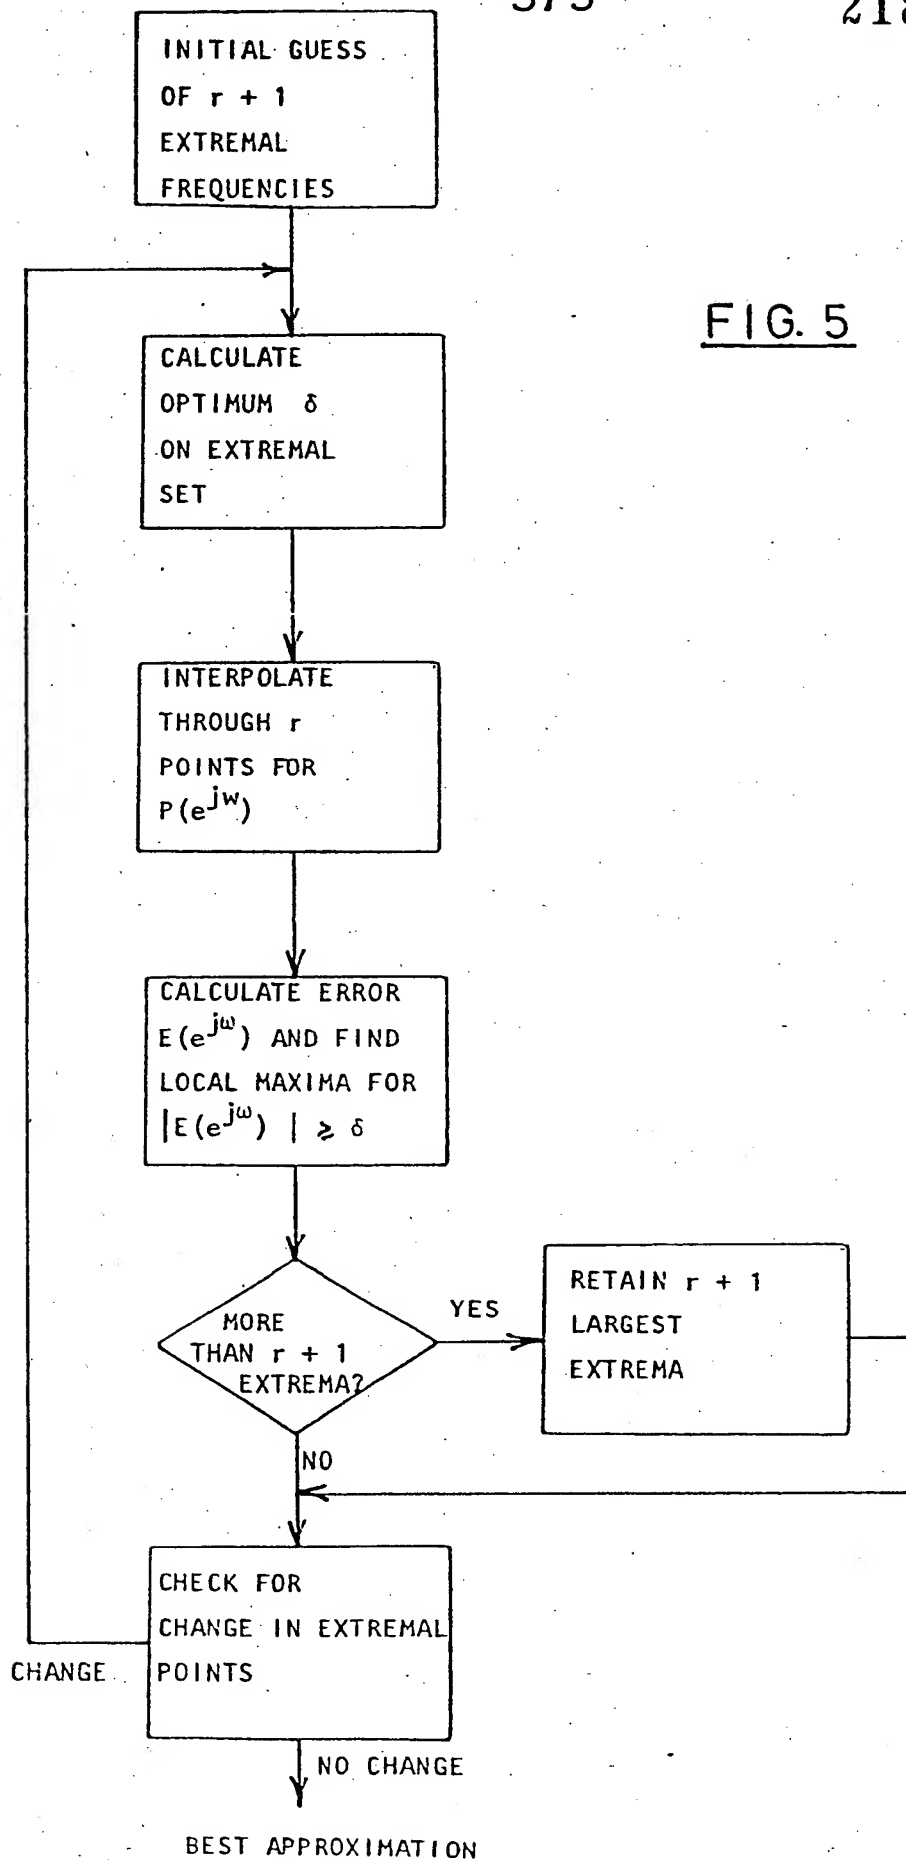 INITIAL GUESS
OF r + 1
EXTREMAL
FREQUENCIES
FIG. 5
CALCULATE
OPTIMUM δ
ON EXTREMAL
SET
INTERPOLATE
THROUGH r
POINTS FOR
P(e^jw)
CALCULATE ERROR
E(e^jω) AND FIND
LOCAL MAXIMA FOR
|E(e^jω)| ⩾ δ
MORE
THAN r + 1
EXTREMA?
YES
RETAIN r + 1
LARGEST
EXTREMA
NO
CHECK FOR
CHANGE IN EXTREMAL
POINTS
CHANGE
NO CHANGE
BEST APPROXIMATION